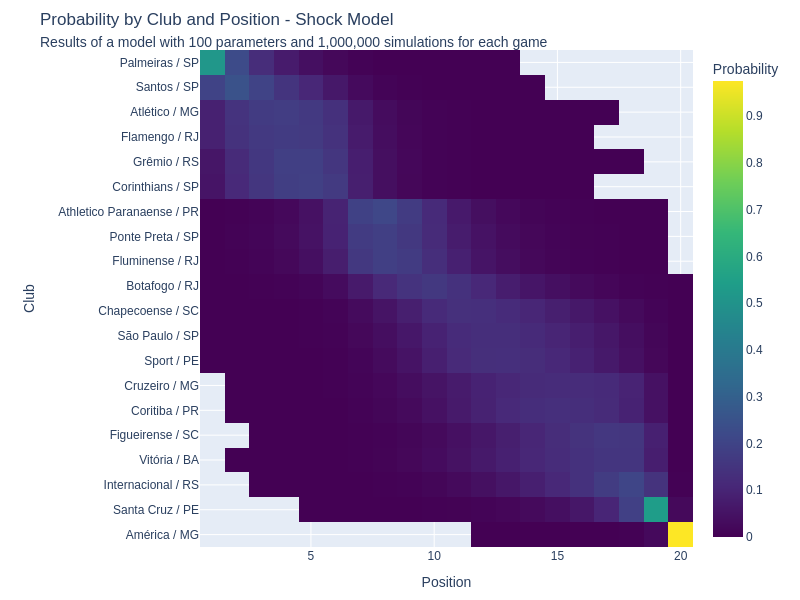 Probability by Club and Position - Shock Model
Results of a model with 100 parameters and 1,000,000 simulations for each game
Club
Palmeiras / SP
Santos / SP
Atlético / MG
Flamengo / RJ
Grêmio / RS
Corinthians / SP
Athletico Paranaense / PR
Ponte Preta / SP
Fluminense / RJ
Botafogo / RJ
Chapecoense / SC
São Paulo / SP
Sport / PE
Cruzeiro / MG
Coritiba / PR
Figueirense / SC
Vitória / BA
Internacional / RS
Santa Cruz / PE
América / MG
5
10
15
20
Position
Probability
0.9
0.8
0.7
0.6
0.5
0.4
0.3
0.2
0.1
0